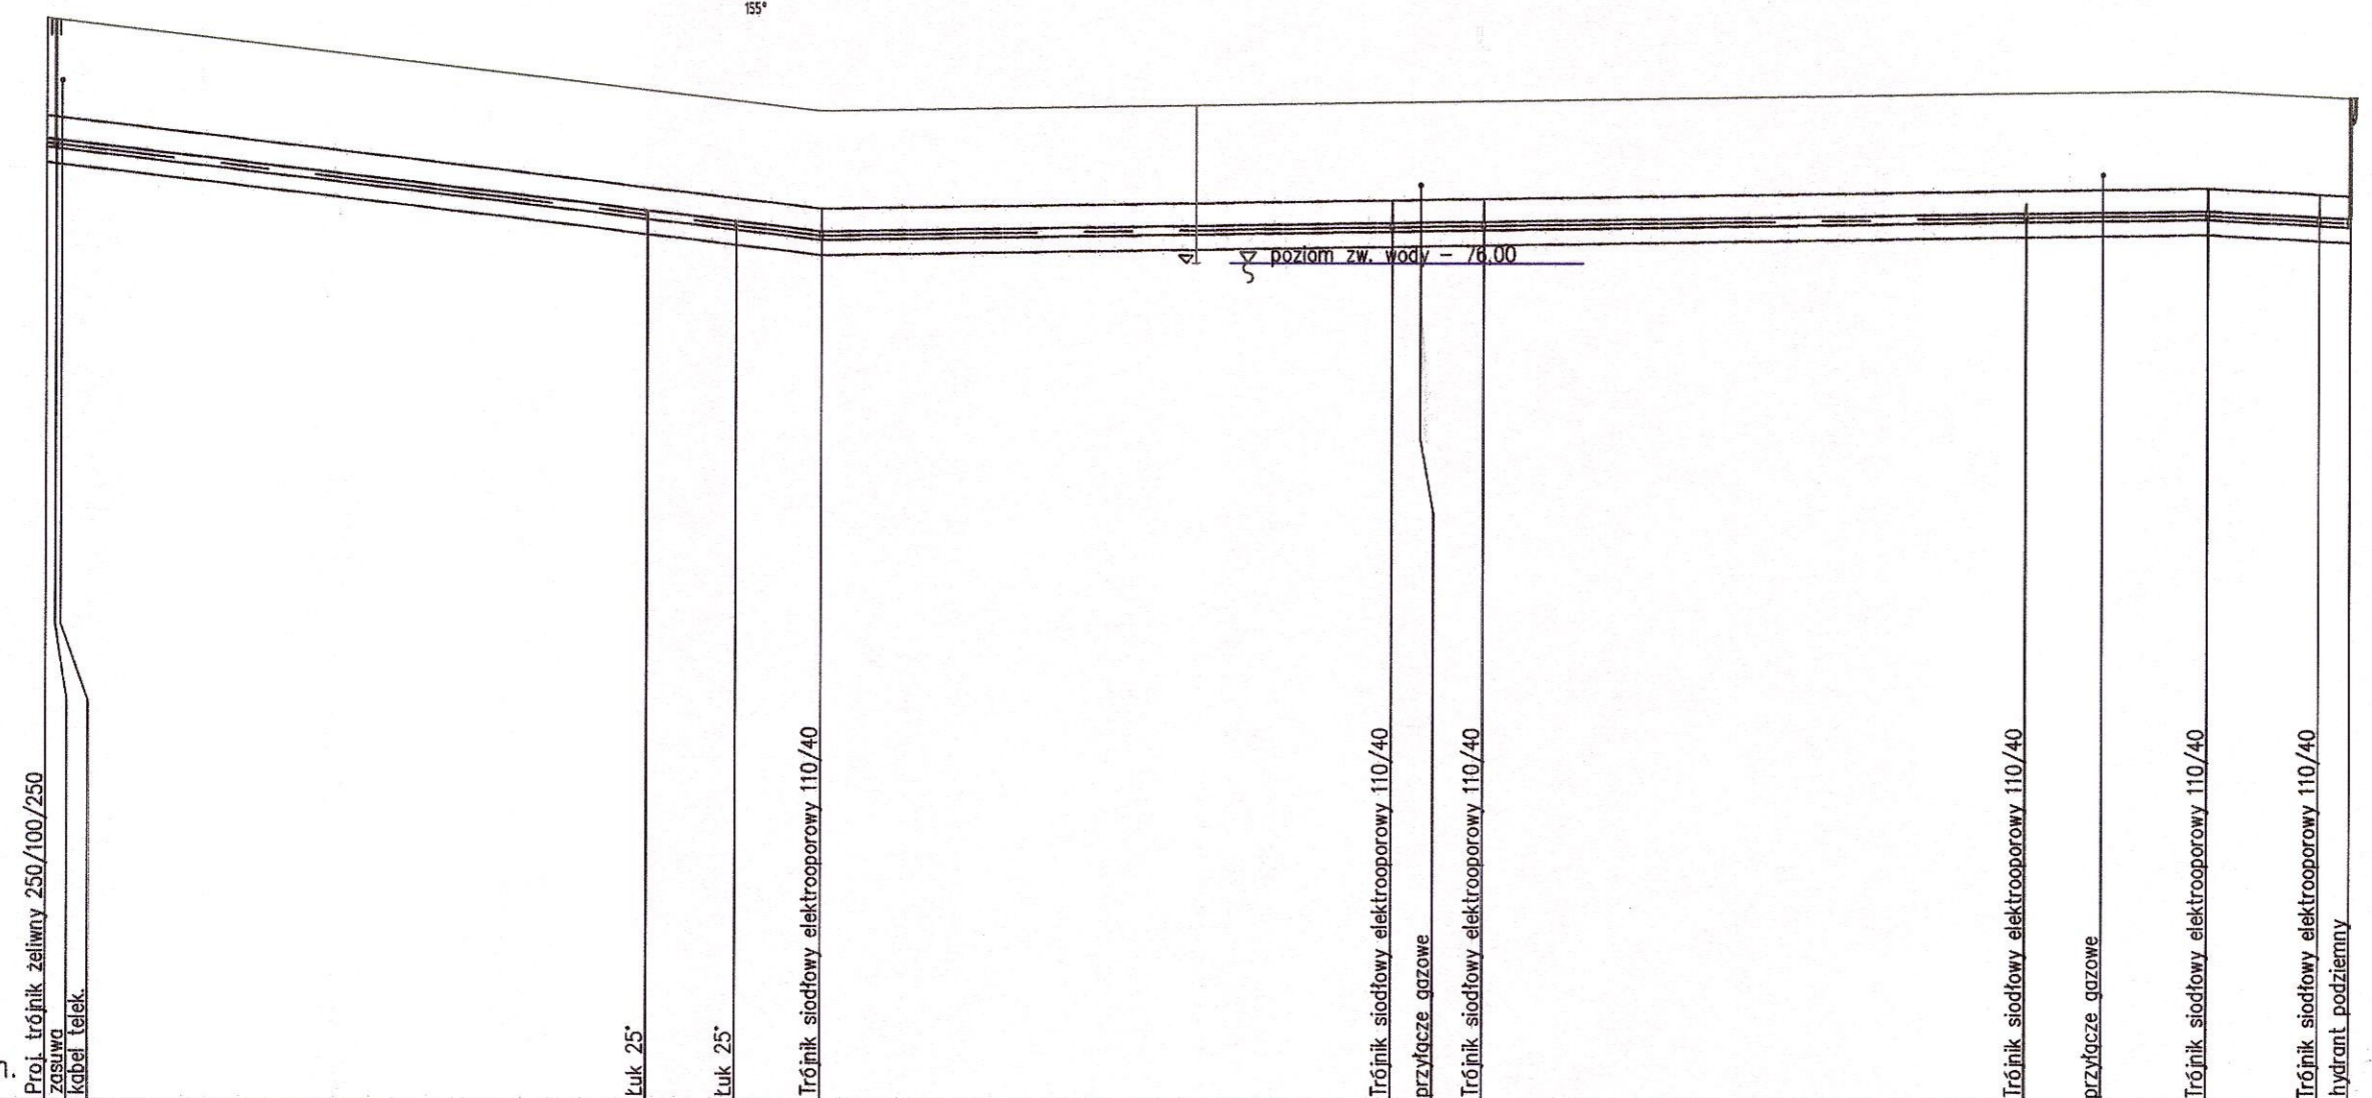 155°
poziom zw. wody – 76,00
n.
Proj. trójnik żeliwny 250/100/250
zasuwa
kabel telek.
Łuk 25°
Łuk 25°
Trójnik siodłowy elektrooporowy 110/40
Trójnik siodłowy elektrooporowy 110/40
przyłącze gazowe
Trójnik siodłowy elektrooporowy 110/40
Trójnik siodłowy elektrooporowy 110/40
przyłącze gazowe
Trójnik siodłowy elektrooporowy 110/40
Trójnik siodłowy elektrooporowy 110/40
hydrant podziemny